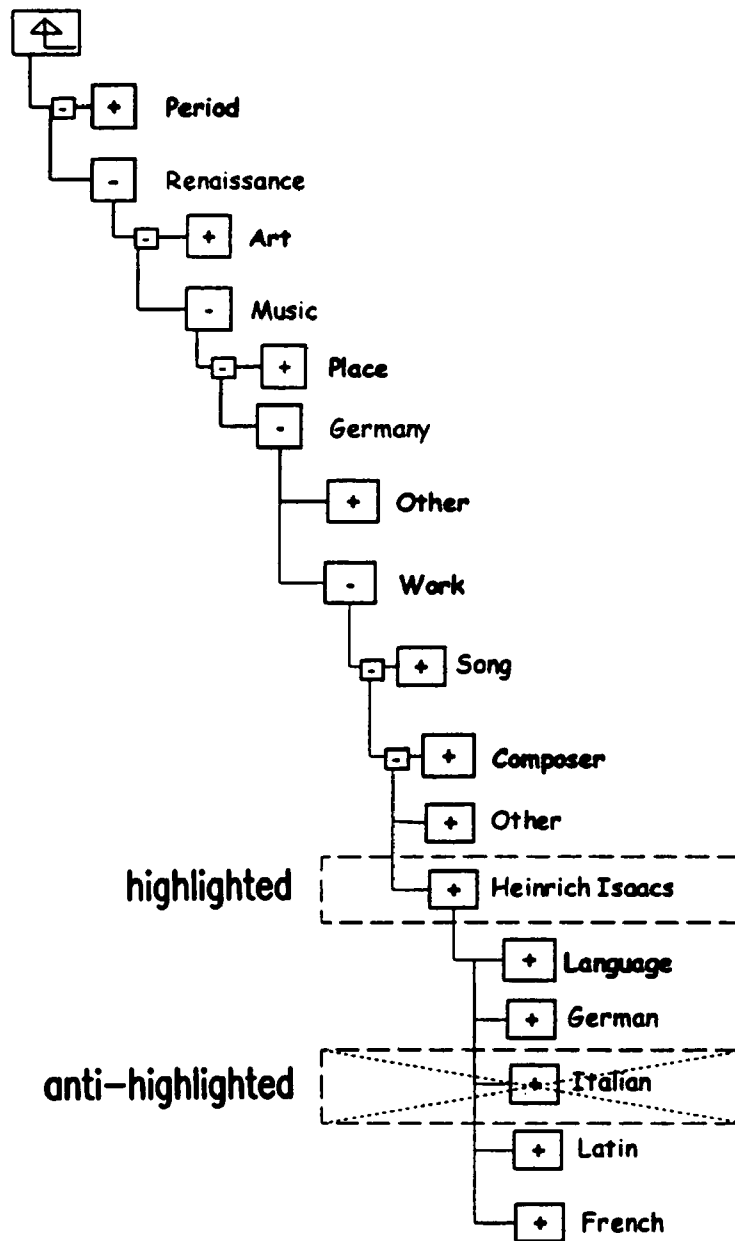 - + Period
- Renaissance
- + Art
- Music
- + Place
- Germany
+ Other
- Work
- + Song
- + Composer
+ Other
highlighted + Heinrich Isaacs
+ Language
+ German
anti-highlighted + Italian
+ Latin
+ French